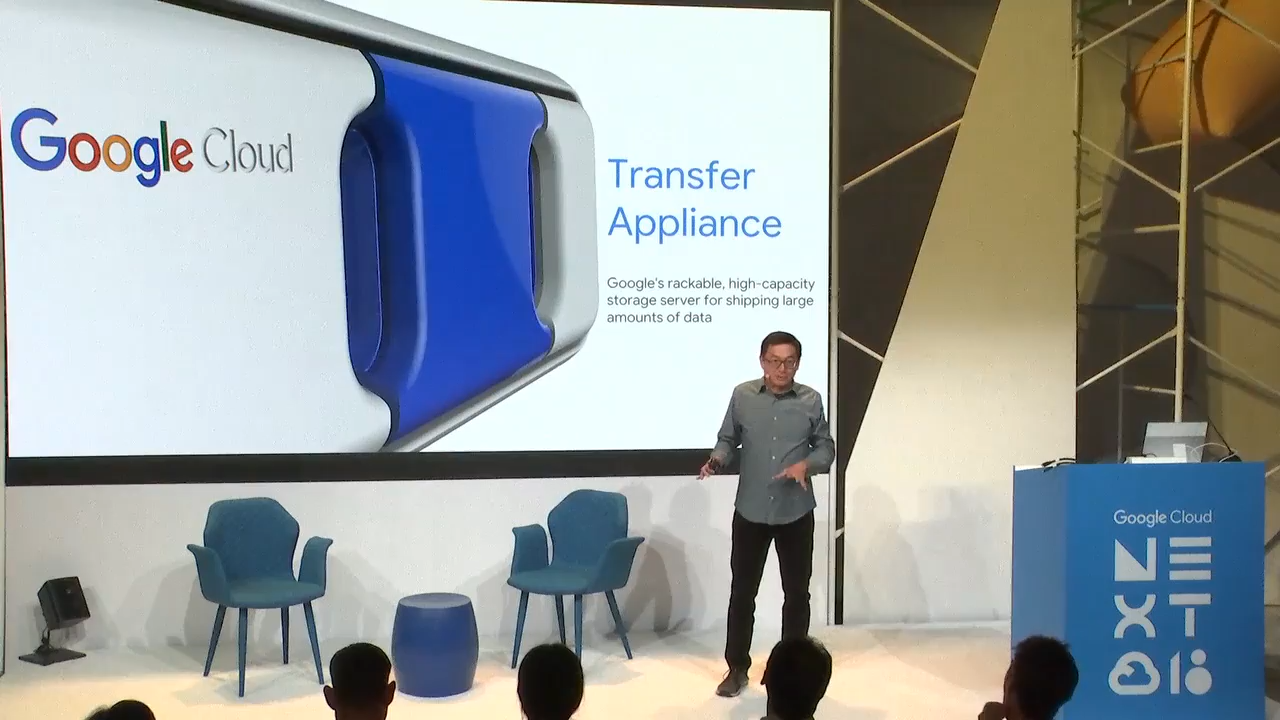 Google Cloud
Transfer
Appliance
Google's rackable, high-capacity
storage server for shipping large
amounts of data
Google Cloud
NEXT
18